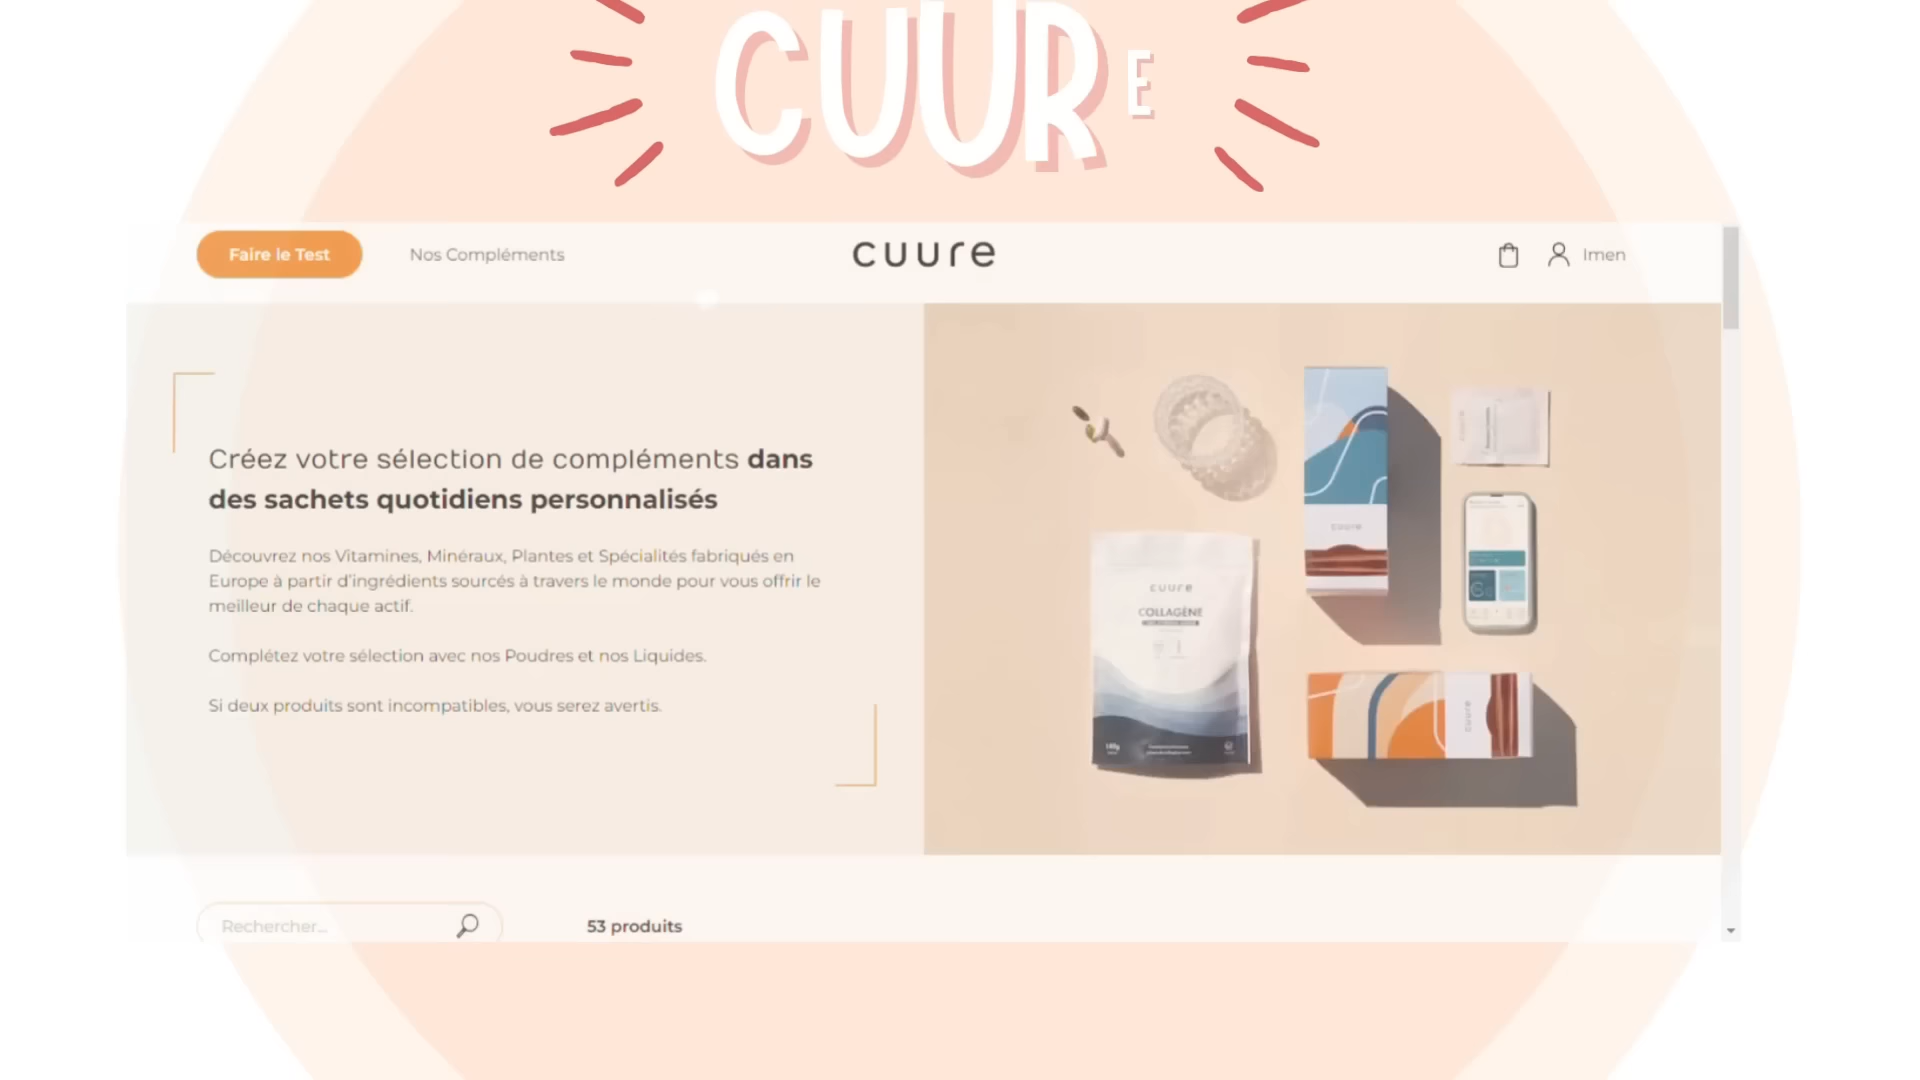 CUURE
Faire le Test
Nos Compléments
cuure
Imen
Créez votre sélection de compléments dans
des sachets quotidiens personnalisés
Découvrez nos Vitamines, Minéraux, Plantes et Spécialités fabriqués en
Europe à partir d'ingrédients sourcés à travers le monde pour vous offrir le
meilleur de chaque actif.
Complétez votre sélection avec nos Poudres et nos Liquides.
Si deux produits sont incompatibles, vous serez avertis.
cuure
cuure
COLLAGÈNE
cuure
Rechercher...
53 produits